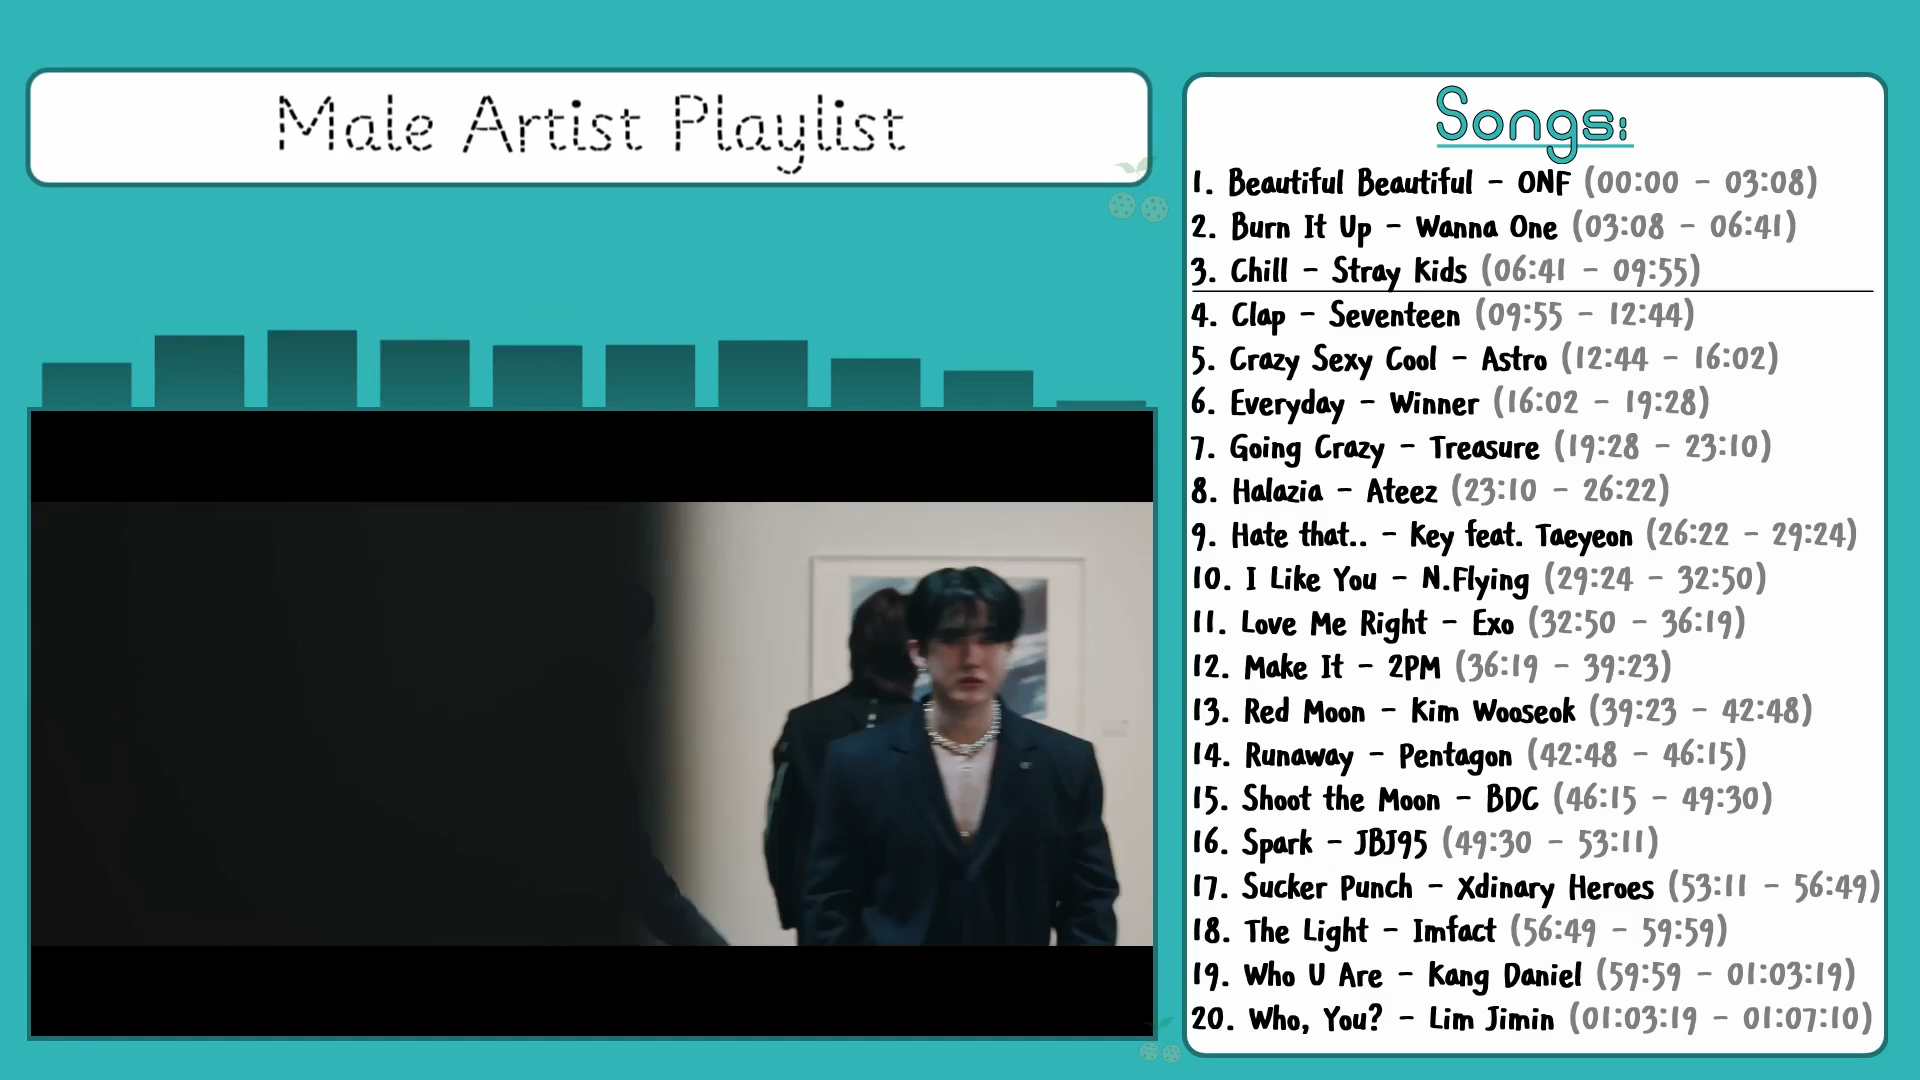 Male Artist Playlist
Songs:
1. Beautiful Beautiful - ONF (00:00 - 03:08)
2. Burn It Up - Wanna One (03:08 - 06:41)
3. Chill - Stray Kids (06:41 - 09:55)
4. Clap - Seventeen (09:55 - 12:44)
5. Crazy Sexy Cool - Astro (12:44 - 16:02)
6. Everyday - Winner (16:02 - 19:28)
7. Going Crazy - Treasure (19:28 - 23:10)
8. Halazia - Ateez (23:10 - 26:22)
9. Hate that.. - Key feat. Taeyeon (26:22 - 29:24)
10. I Like You - N.Flying (29:24 - 32:50)
11. Love Me Right - Exo (32:50 - 36:19)
12. Make It - 2PM (36:19 - 39:23)
13. Red Moon - Kim Wooseok (39:23 - 42:48)
14. Runaway - Pentagon (42:48 - 46:15)
15. Shoot the Moon - BDC (46:15 - 49:30)
16. Spark - JBJ95 (49:30 - 53:11)
17. Sucker Punch - Xdinary Heroes (53:11 - 56:49)
18. The Light - Imfact (56:49 - 59:59)
19. Who U Are - Kang Daniel (59:59 - 01:03:19)
20. Who, You? - Lim Jimin (01:03:19 - 01:07:10)